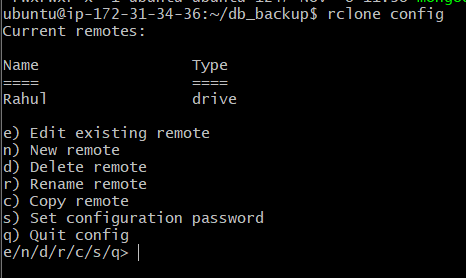 ubuntu@ip-172-31-34-36:~/db_backup$ rclone config
Current remotes:
Name                 Type
====                 ====
Rahul                drive
e) Edit existing remote
n) New remote
d) Delete remote
r) Rename remote
c) Copy remote
s) Set configuration password
q) Quit config
e/n/d/r/c/s/q>